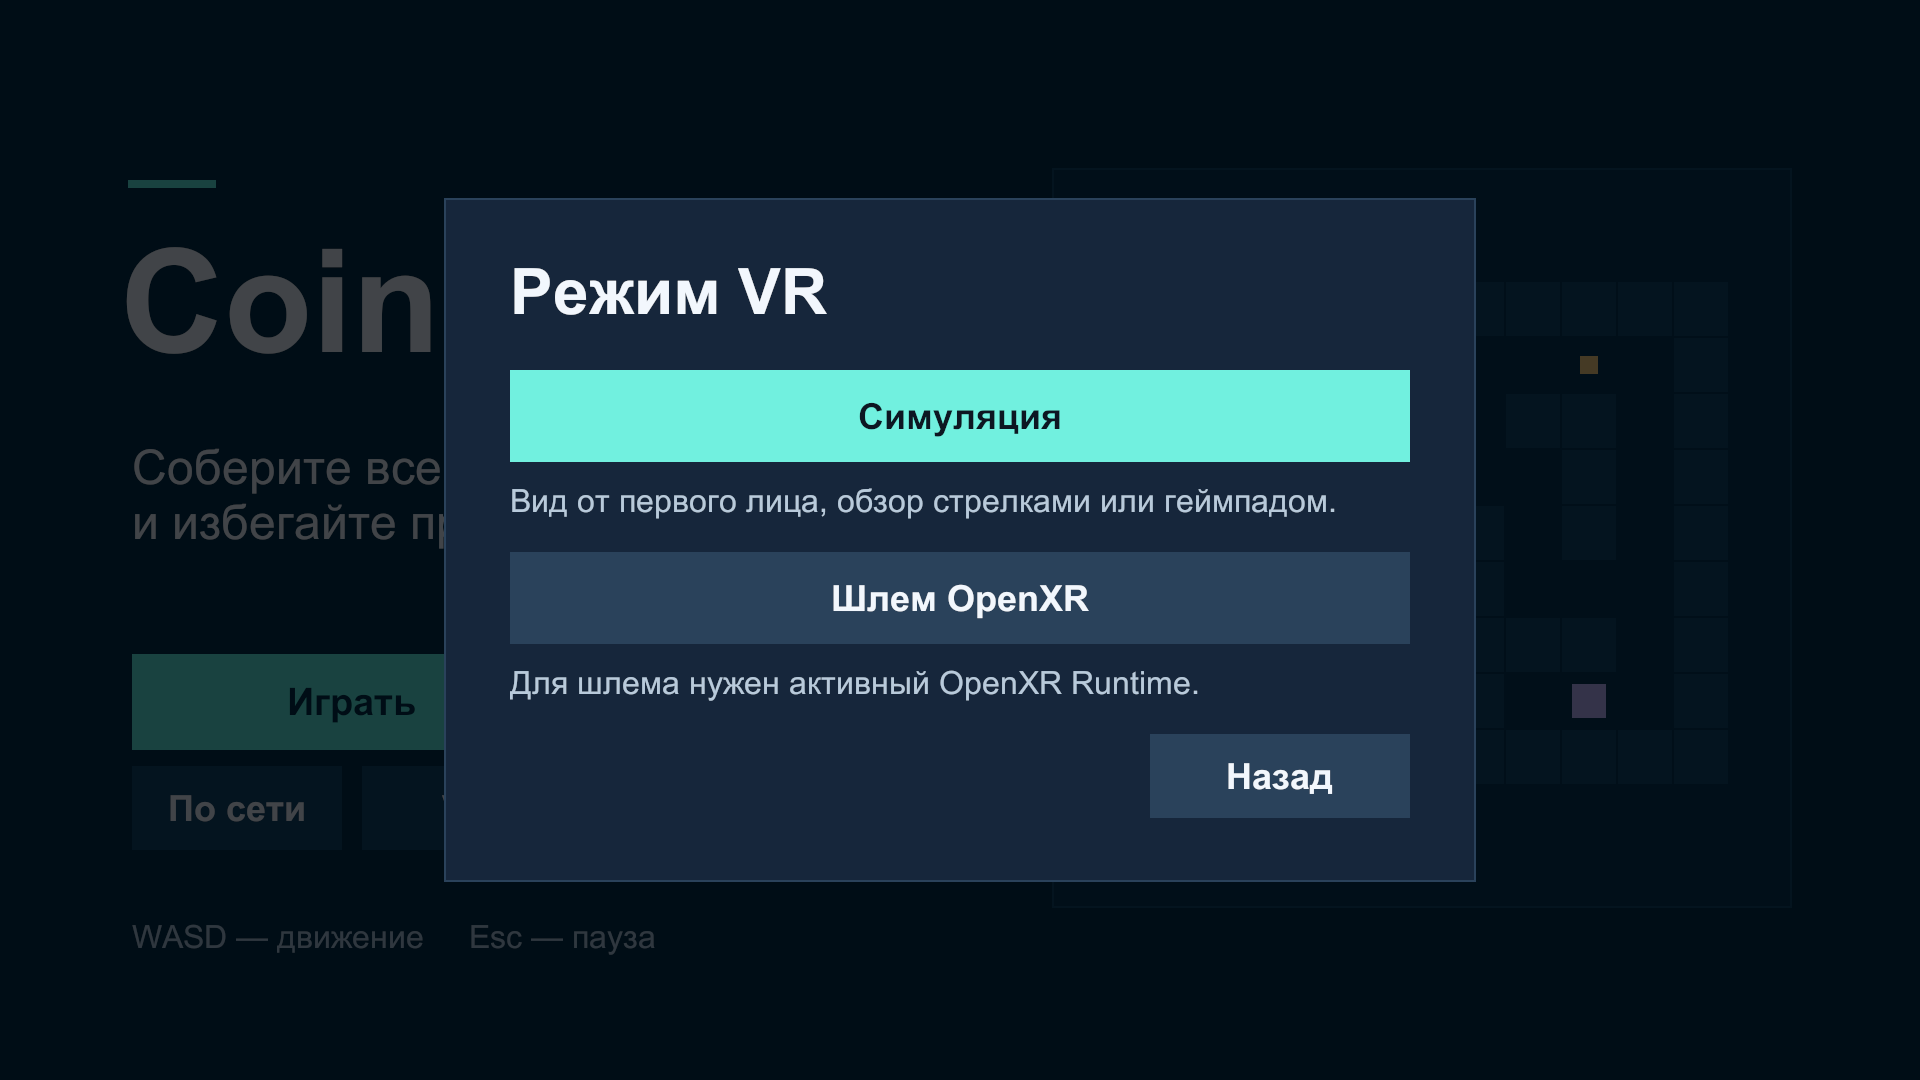 Режим VR
Симуляция
Вид от первого лица, обзор стрелками или геймпадом.
Шлем OpenXR
Для шлема нужен активный OpenXR Runtime.
Назад
Coin
Соберите все
и избегайте
Играть
По сети
WASD — движение Esc — пауза